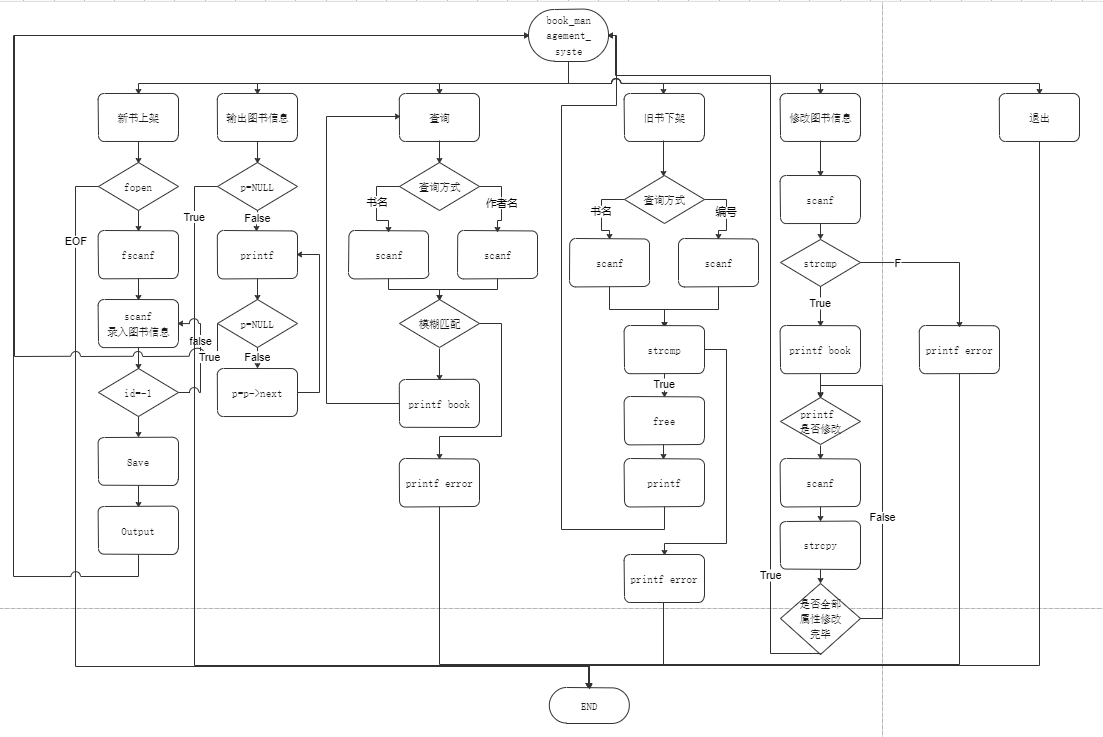 book_man
agement_
syste
新书上架
输出图书信息
查询
旧书下架
修改图书信息
退出
fopen
p=NULL
查询方式
查询方式
scanf
True
False
书名
作者名
书名
编号
EOF
fscanf
printf
scanf
scanf
scanf
scanf
strcmp
F
True
scanf
录入图书信息
p=NULL
模糊匹配
false
True
False
strcmp
printf book
printf error
True
id=-1
p=p->next
printf book
free
printf
是否修改
Save
printf error
printf
scanf
False
Output
strcpy
printf error
True
是否全部
属性修改
完毕
END